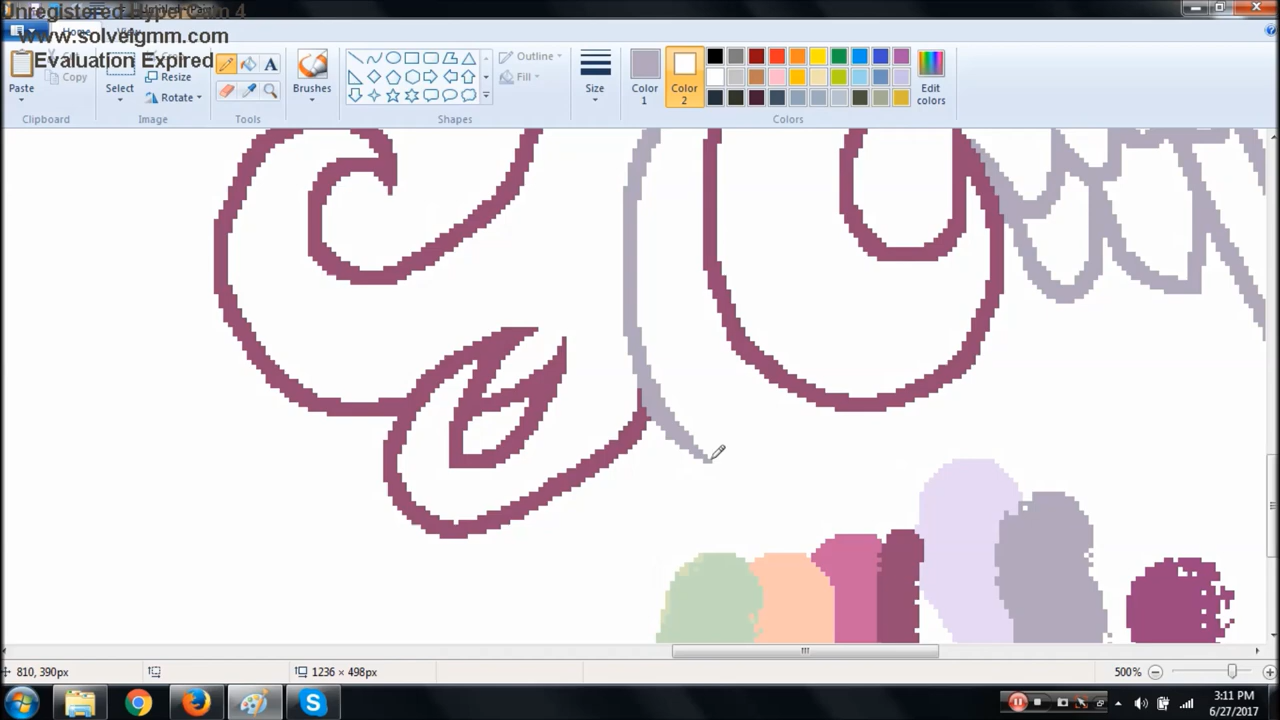 Unregistered HyperCam 4
www.solveigmm.com
Evaluation Expired
Paste
Copy
Select
Resize
Rotate
Brushes
Outline
Fill
Size
Color 1
Color 2
Edit colors
Clipboard
Image
Tools
Shapes
Colors
810, 390px
1236 × 498px
500%
3:11 PM
6/27/2017